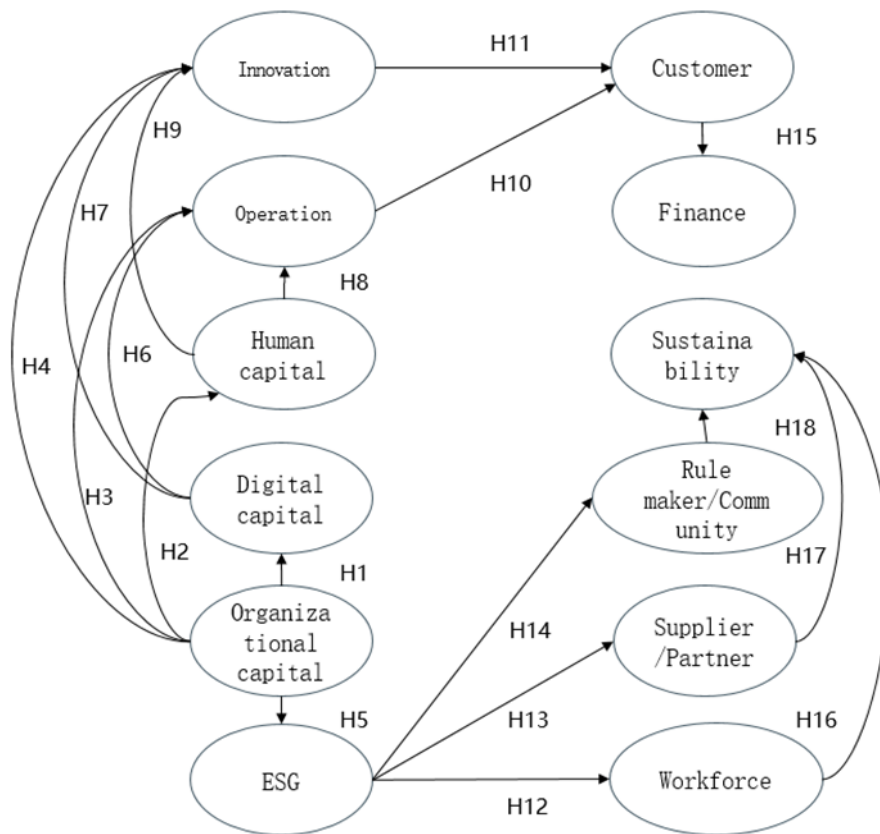 Innovation
H11
Customer
H9
H15
H7
Operation
H10
Finance
H8
H4
H6
Human
capital
Sustaina
bility
H18
Digital
capital
Rule
maker/Comm
unity
H3
H2
H17
H1
Organiza
tional
capital
H14
Supplier
/Partner
H5
H13
H16
ESG
Workforce
H12